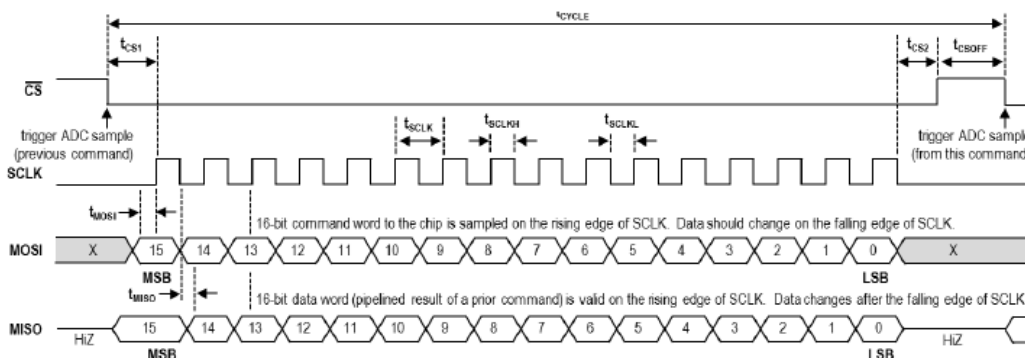 tCYCLE
tCS1
tCS2
tCSOFF
CS
trigger ADC sample
(previous command)
tSCLK
tSCLKH
tSCLKL
trigger ADC sample
(from this command
SCLK
tMOSI
16-bit command word to the chip is sampled on the rising edge of SCLK. Data should change on the falling edge of SCLK.
MOSI
X 15 14 13 12 11 10 9 8 7 6 5 4 3 2 1 0 X
MSB
LSB
tMISO
16-bit data word (pipelined result of a prior command) is valid on the rising edge of SCLK. Data changes after the falling edge of SCLK
MISO
HiZ 15 14 13 12 11 10 9 8 7 6 5 4 3 2 1 0 HiZ
MSB
LSB